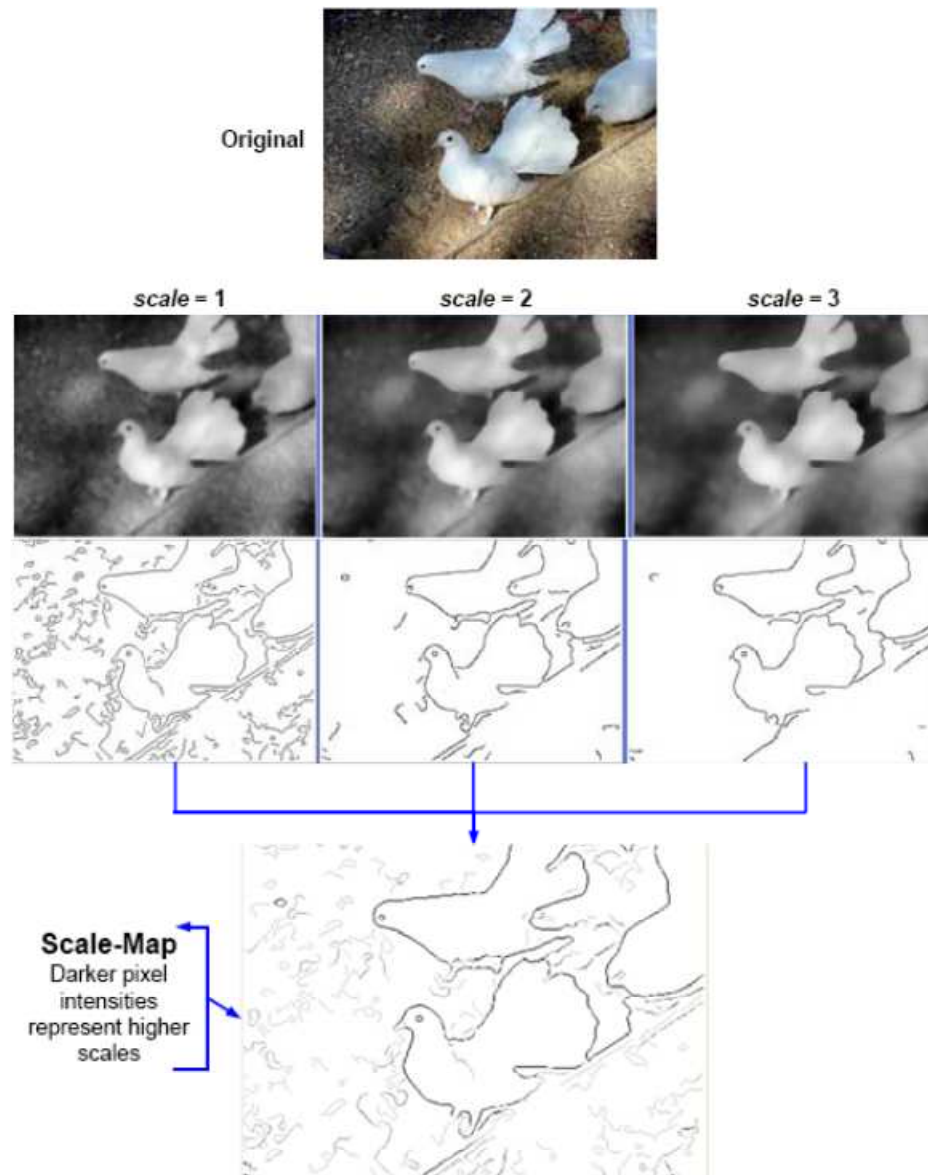 Original
scale = 1
scale = 2
scale = 3
Scale-Map
Darker pixel
intensities
represent higher
scales